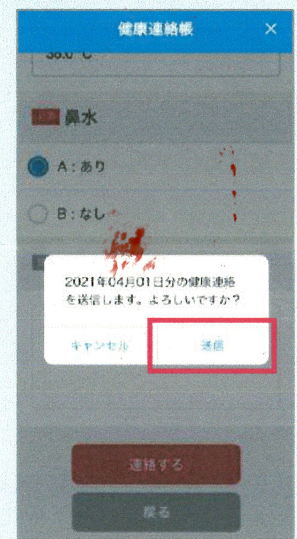 健康連絡帳 ×
鼻水
A:あり
B:なし
2021年04月01日分の健康連絡
を送信します。よろしいですか?
キャンセル 送信
連絡する
戻る